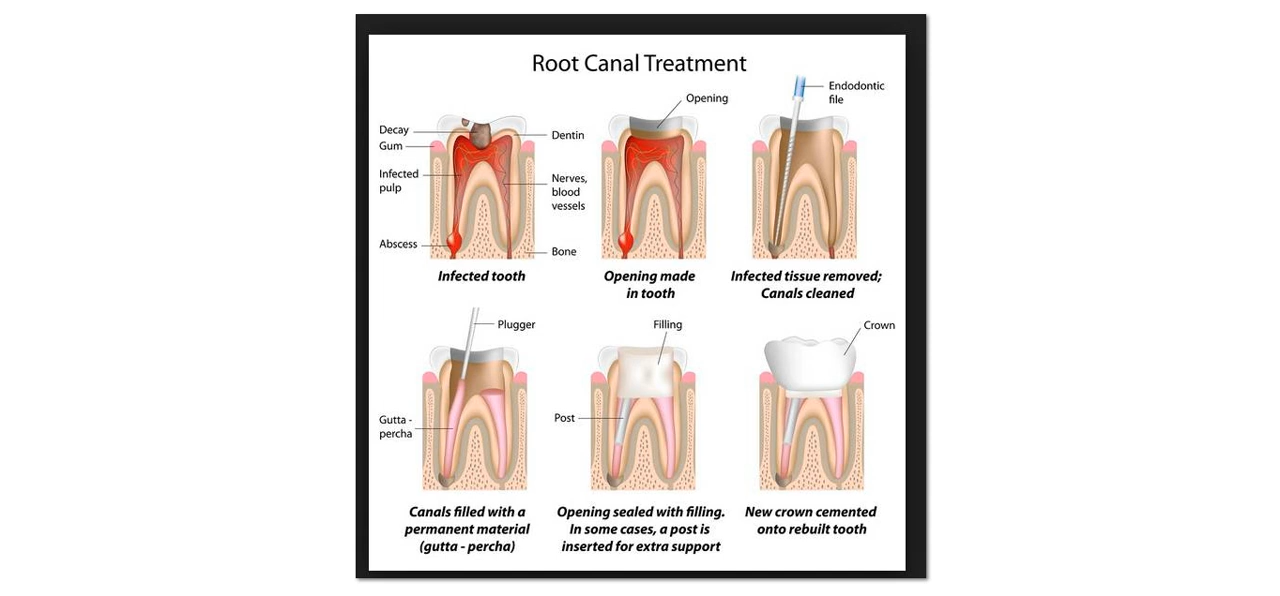 Root Canal Treatment
Decay
Gum
Infected
pulp
Abscess
Dentin
Nerves,
blood
vessels
Bone
Infected tooth
Opening
Opening made
in tooth
Endodontic
file
Infected tissue removed;
Canals cleaned
Plugger
Gutta -
percha
Canals filled with a
permanent material
(gutta - percha)
Filling
Post
Opening sealed with filling.
In some cases, a post is
inserted for extra support
Crown
New crown cemented
onto rebuilt tooth